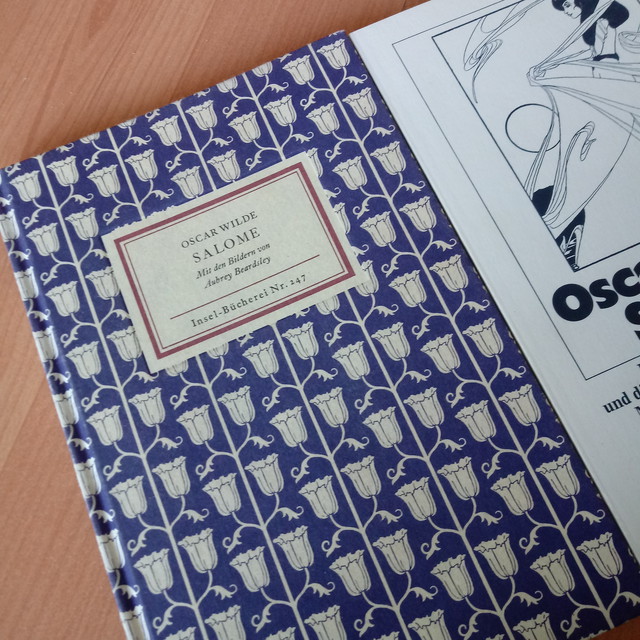 OSCAR WILDE
SALOME
Mit den Bildern von
Aubrey Beardsley
Insel-Bücherei Nr. 247
und d